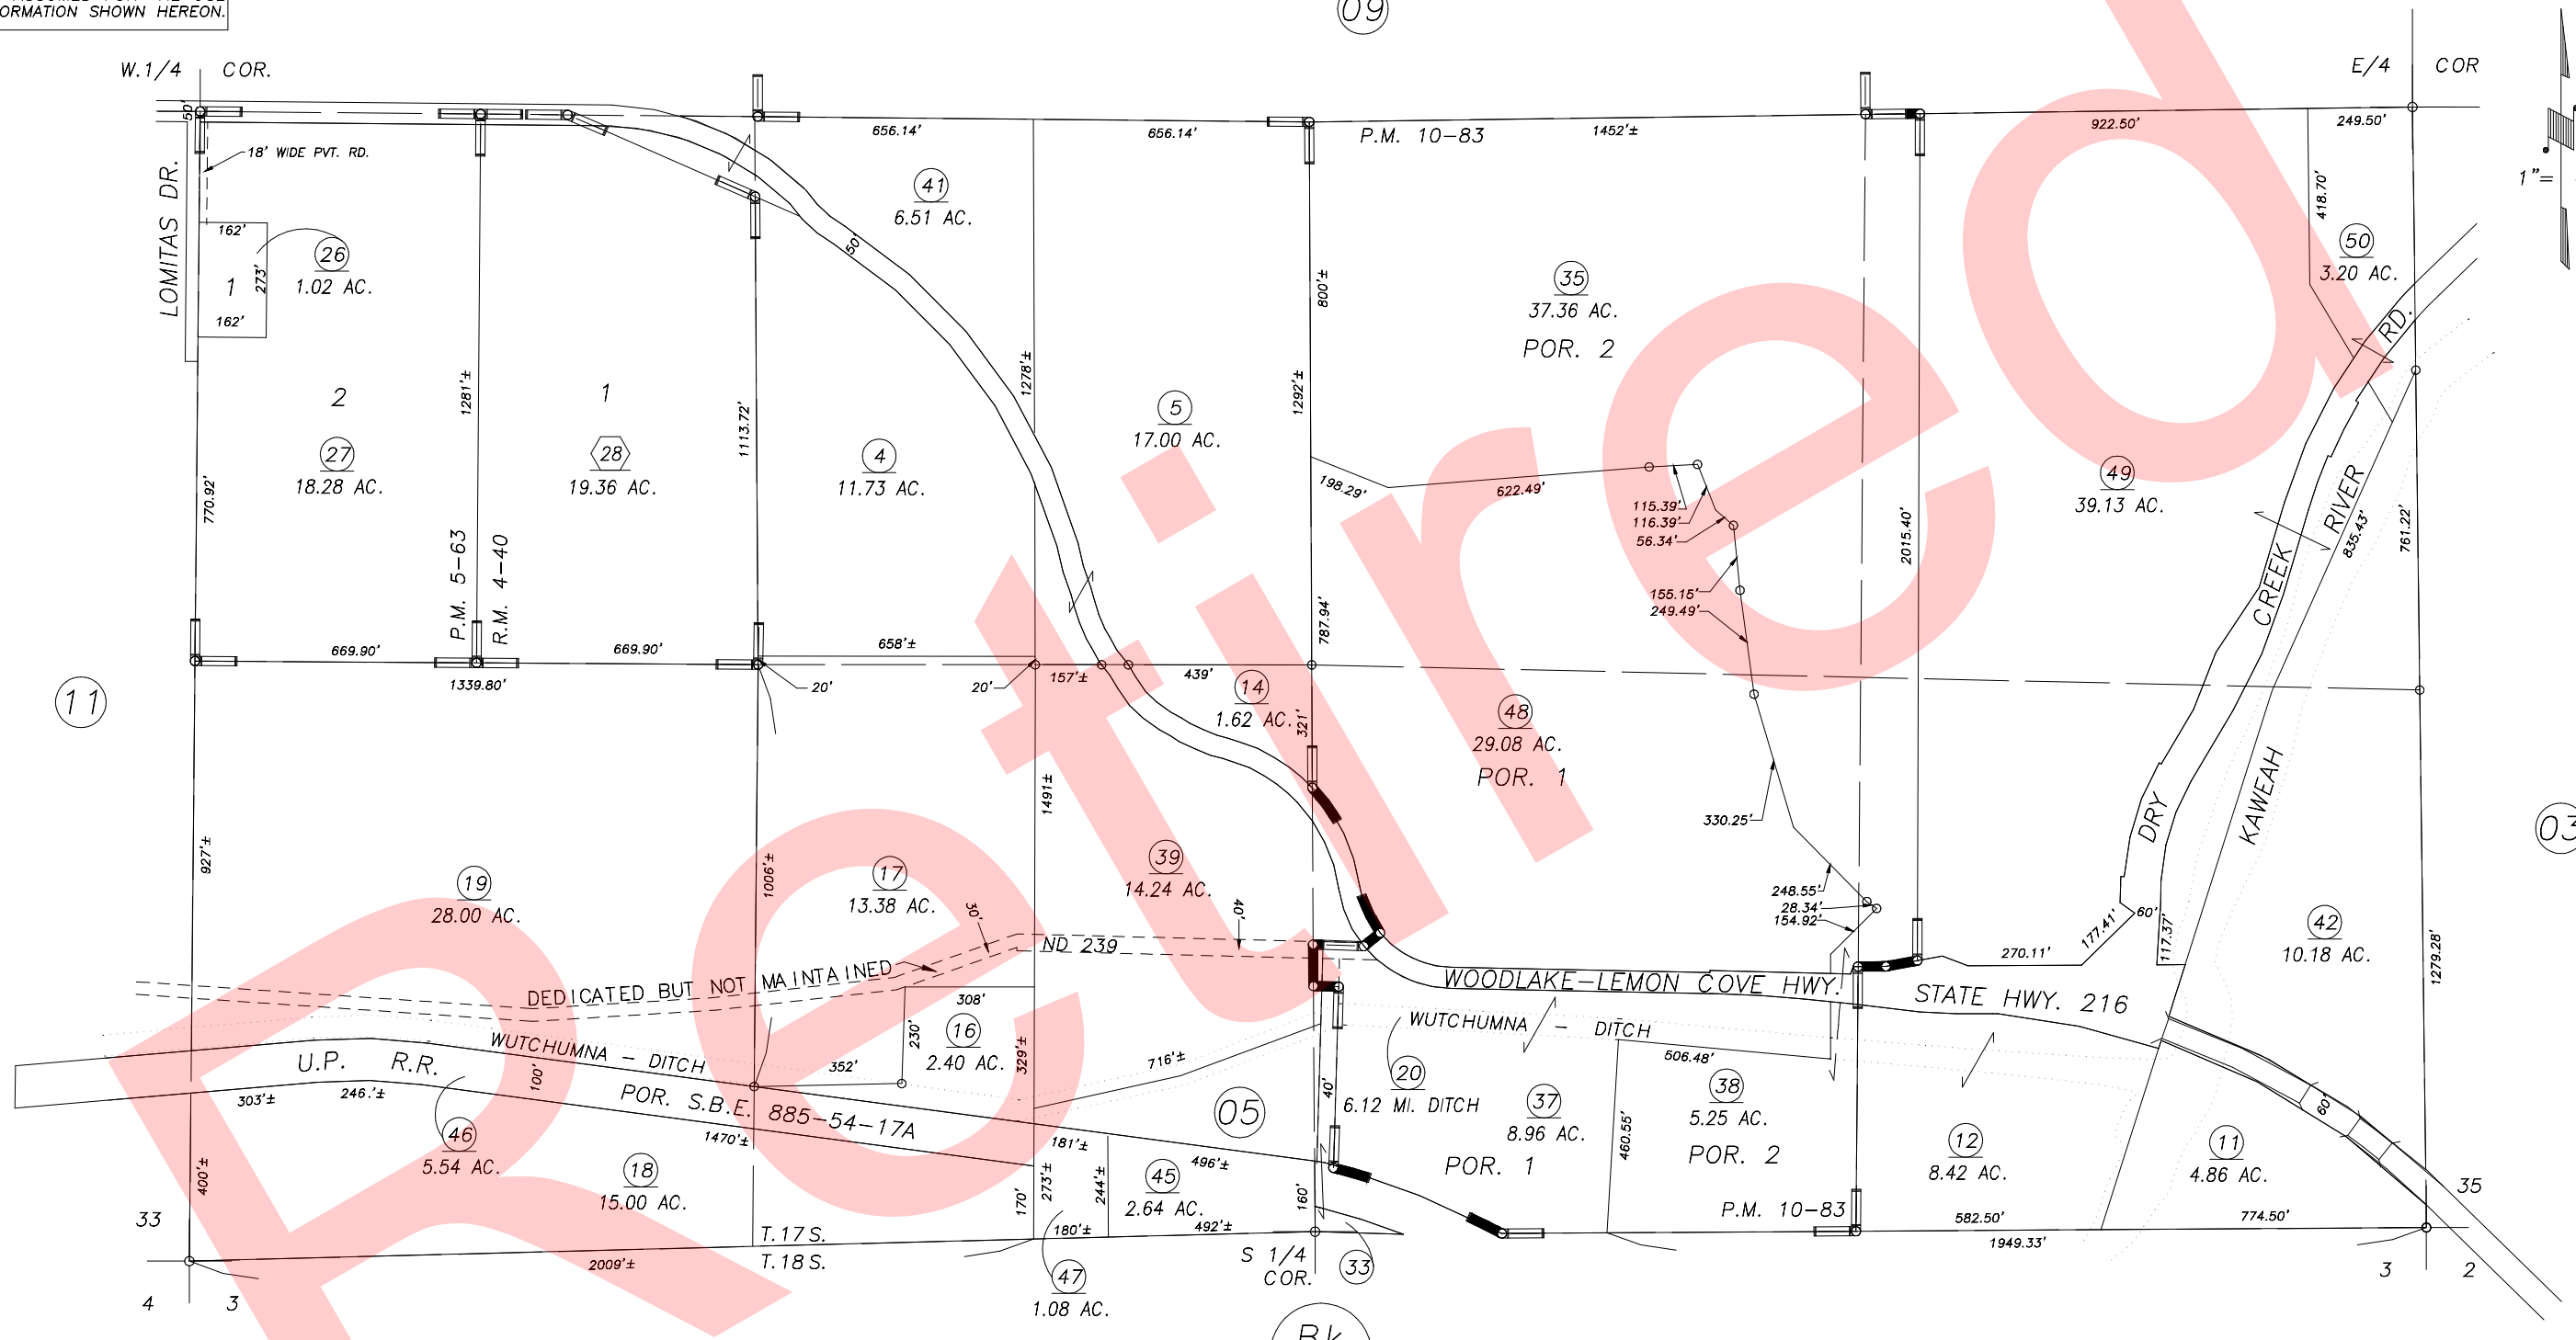 ORMATION SHOWN HEREON.
09
W.1/4 COR.
E/4 COR
50'
18' WIDE PVT. RD.
LOMITAS DR.
162'
273'
1
162'
26
1.02 AC.
656.14'
656.14'
P.M. 10-83
1452'±
922.50'
249.50'
1"=
41
6.51 AC.
50'
418.70'
50
3.20 AC.
35
37.36 AC.
POR. 2
800'±
1292'±
1278'±
1281'±
1113.72'
770.92'
2
27
18.28 AC.
1
28
19.36 AC.
4
11.73 AC.
5
17.00 AC.
P.M. 5-63
R.M. 4-40
198.29'
622.49'
115.39'
116.39'
56.34'
155.15'
249.49'
2015.40'
49
39.13 AC.
DRY CREEK RD.
KAWEAH RIVER
835.43'
761.22'
787.94'
669.90'
669.90'
1339.80'
658'±
20'
20'
157'±
439'
14
1.62 AC.
321'
48
29.08 AC.
POR. 1
330.25'
248.55'
28.34'
154.92'
11
03
927'±
1006'±
1491'±
19
28.00 AC.
17
13.38 AC.
30'
39
14.24 AC.
40'
ND 239
DEDICATED BUT NOT MAINTAINED
270.11'
177.41'
60'
117.37'
42
10.18 AC.
1279.28'
WOODLAKE-LEMON COVE HWY.
STATE HWY. 216
WUTCHUMNA - DITCH
WUTCHUMNA - DITCH
308'
230'
16
2.40 AC.
329'±
352'
716'±
U.P. R.R.
100'
POR. S.B.E. 885-54-17A
303'±
246.'±
46
5.54 AC.
1470'±
18
15.00 AC.
400'±
05
181'±
496'±
273'±
170'
244'±
45
2.64 AC.
180'±
492'±
160'
40'
20
6.12 MI. DITCH
506.48'
460.55'
37
8.96 AC.
POR. 1
38
5.25 AC.
POR. 2
P.M. 10-83
12
8.42 AC.
11
4.86 AC.
60'
582.50'
774.50'
1949.33'
33
35
T.17 S.
T.18 S.
2009'±
S 1/4
COR.
33
47
1.08 AC.
4 3
3 2
Bk
Retired